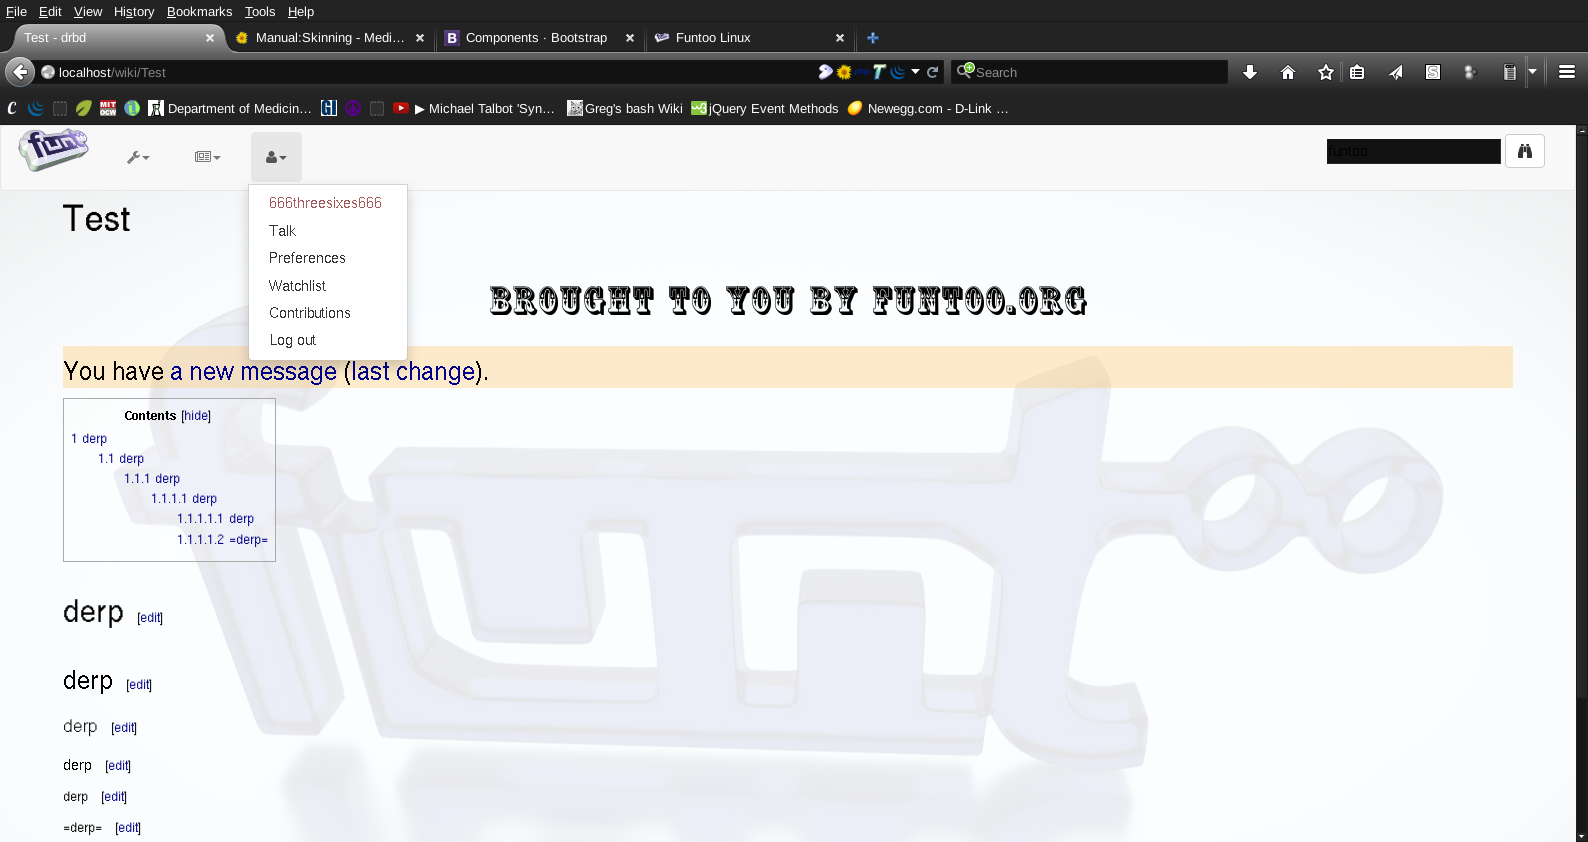 File Edit View History Bookmarks Tools Help
Test - drbd
Manual:Skinning - Medi...
B Components · Bootstrap
Funtoo Linux
localhost/wiki/Test
Search
MIT OCW
Department of Medicin...
▶ Michael Talbot 'Syn...
Greg's bash Wiki
w3 jQuery Event Methods
Newegg.com - D-Link ...
funtoo
666threesixes666
Talk
Preferences
Watchlist
Contributions
Log out
Test
BROUGHT TO YOU BY FUNTOO.ORG
You have a new message (last change).
Contents [hide]
1 derp
1.1 derp
1.1.1 derp
1.1.1.1 derp
1.1.1.1.1 derp
1.1.1.1.2 =derp=
derp [edit]
derp [edit]
derp [edit]
derp [edit]
derp [edit]
=derp= [edit]